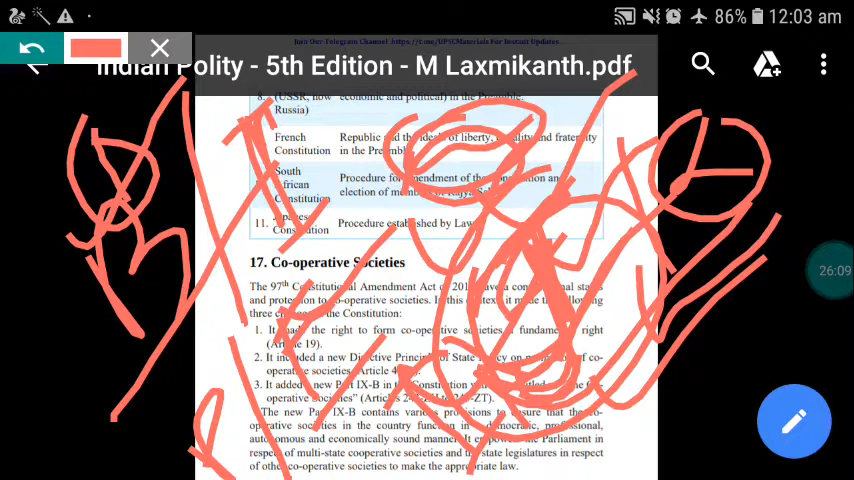 86% 12:03 am
Join Our Telegram Channel :https://t.me/UPSCMaterials For Instant Updates
Indian Polity - 5th Edition - M Laxmikanth.pdf
8. (USSR, now Russia) economic and political) in the Preamble.
French Constitution Republic and the ideals of liberty, equality and fraternity in the Preamble.
South African Constitution Procedure for amendment of the Constitution and election of members of Rajya Sabha.
11. Japanese Constitution Procedure established by Law.
26:09
17. Co-operative Societies
The 97th Constitutional Amendment Act of 2011 gave a constitutional status
and protection to co-operative societies. In this context, it made the following
three changes in the Constitution:
1. It made the right to form co-operative societies a fundamental right
(Article 19).
2. It included a new Directive Principle of State Policy on promotion of co-
operative societies (Article 43-B).
3. It added a new Part IX-B in the Constitution which is entitled "The Co-
operative Societies" (Articles 243-ZH to 243-ZT).
The new Part IX-B contains various provisions to ensure that the co-
operative societies in the country function in a democratic, professional,
autonomous and economically sound manner. It empowers the Parliament in
respect of multi-state cooperative societies and the state legislatures in respect
of other co-operative societies to make the appropriate law.